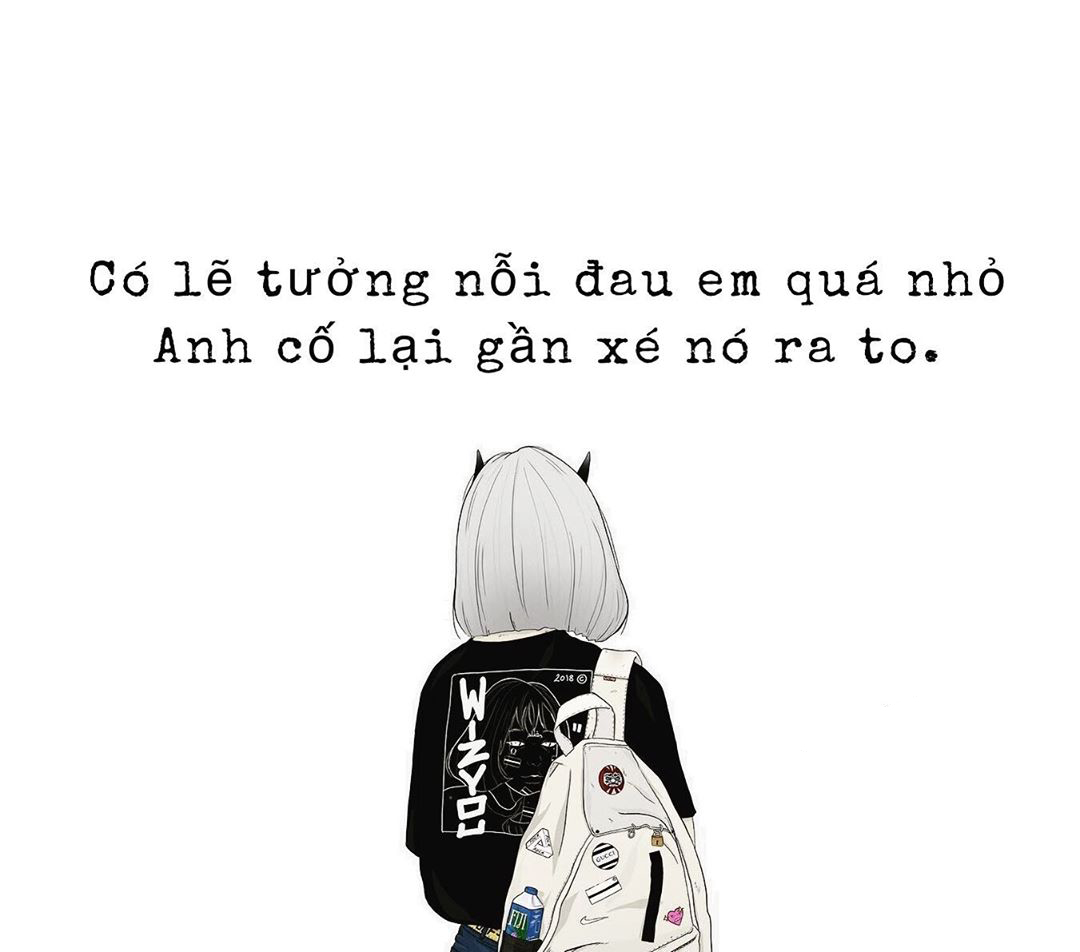 Có lẽ tưởng nỗi đau em quá nhỏ
Anh cố lại gần xé nó ra to.
2018 ©
WIZYOU
GUCCI
FIJI